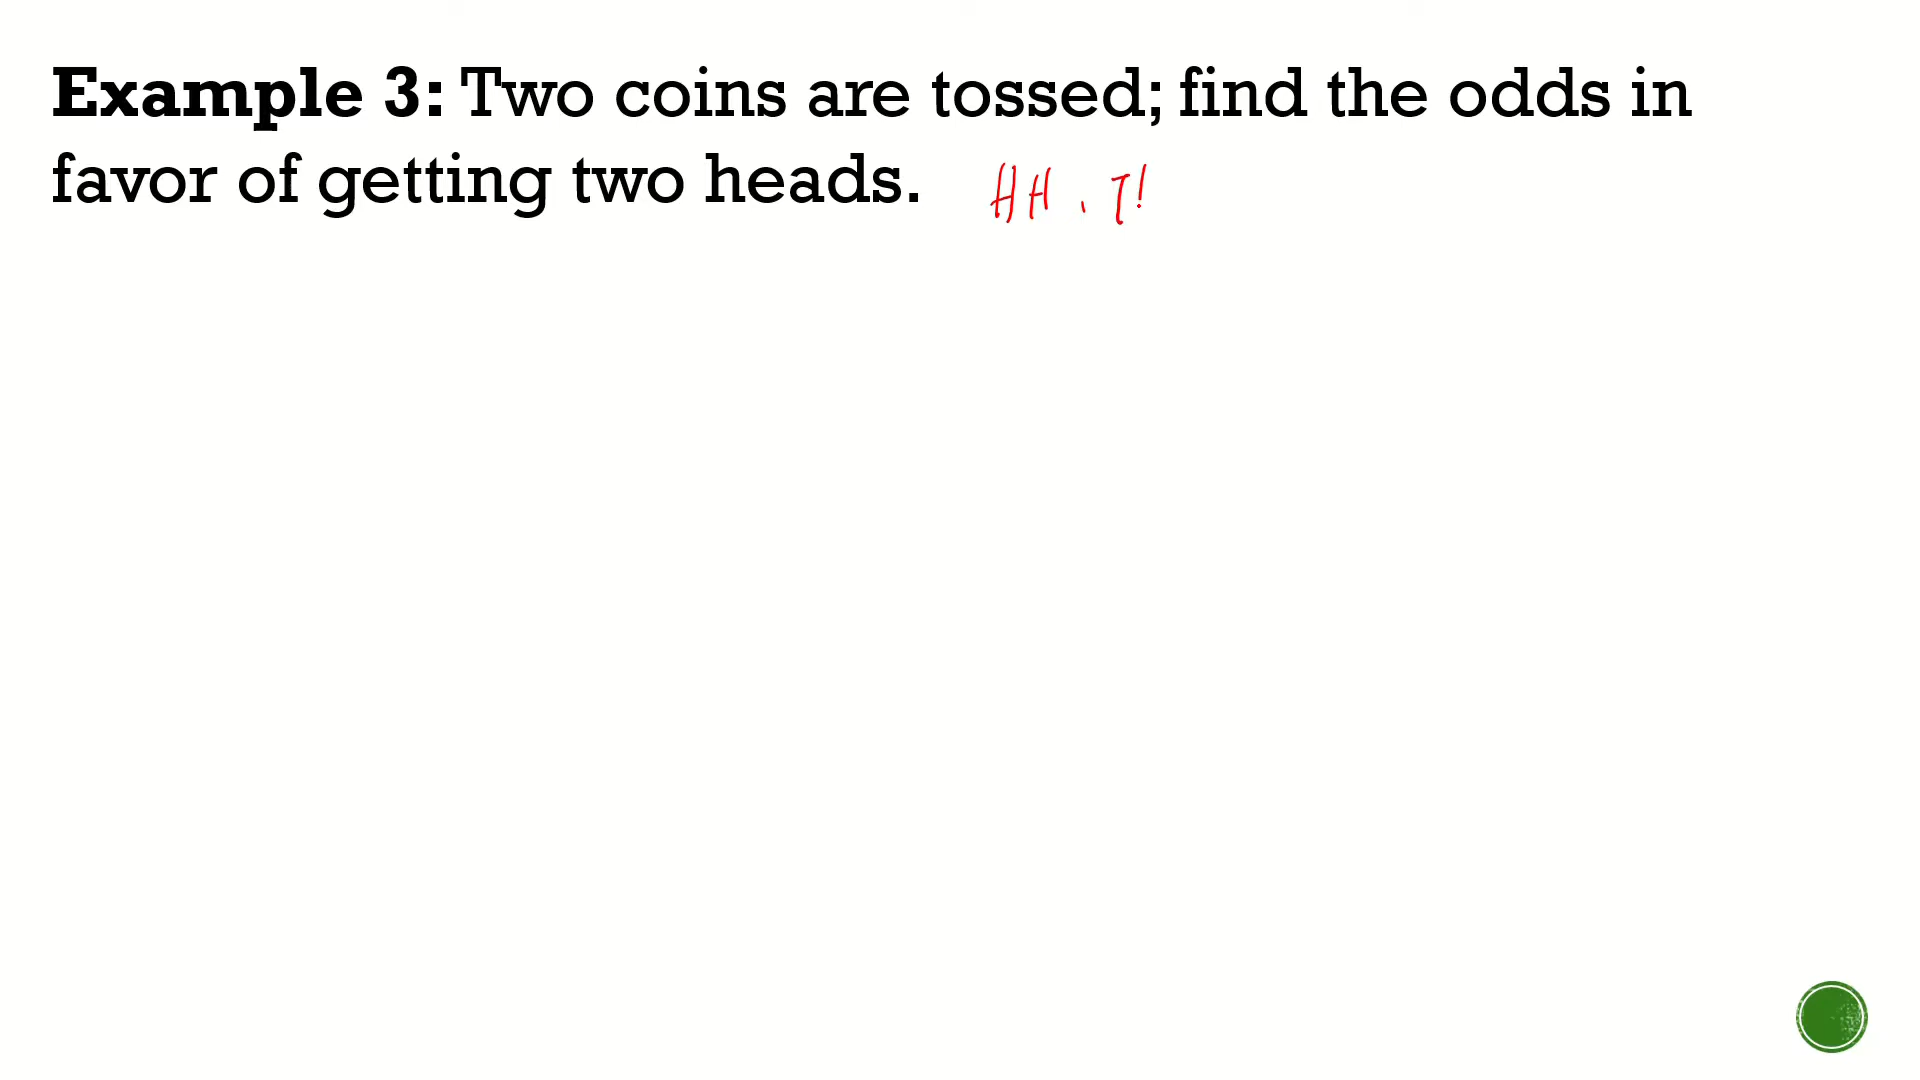 Example 3: Two coins are tossed; find the odds in
favor of getting two heads. HH, T